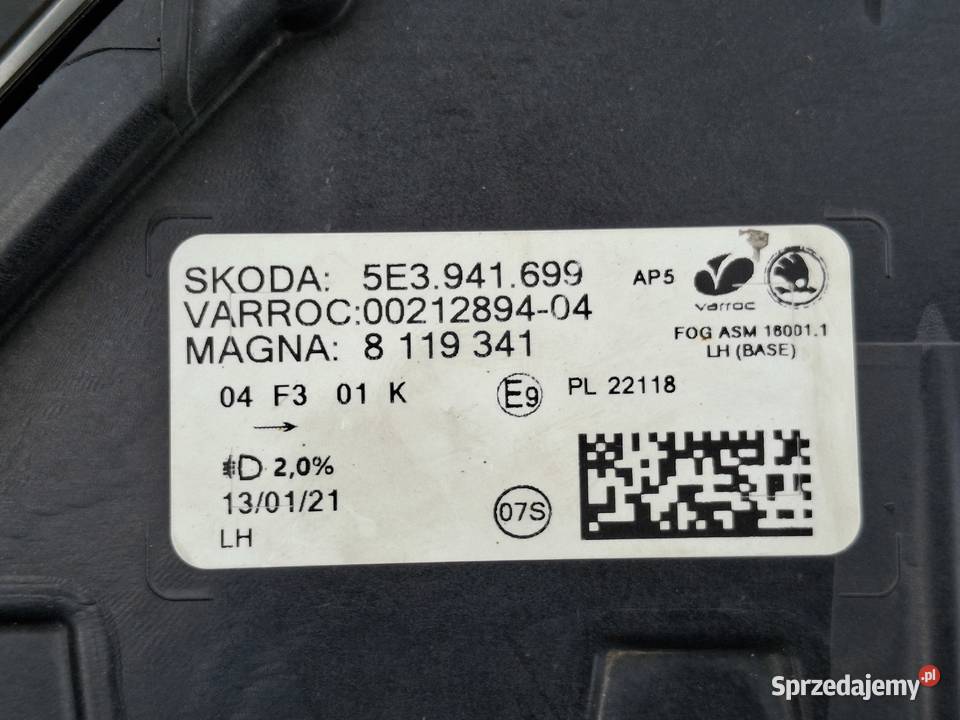 SKODA: 5E3.941.699 AP5
varroc
VARROC:00212894-04
FOG ASM 16001.1
MAGNA: 8 119 341
LH (BASE)
04 F3 01 K E9 PL 22118
2,0%
13/01/21
07S
LH
Sprzedajemy.pl